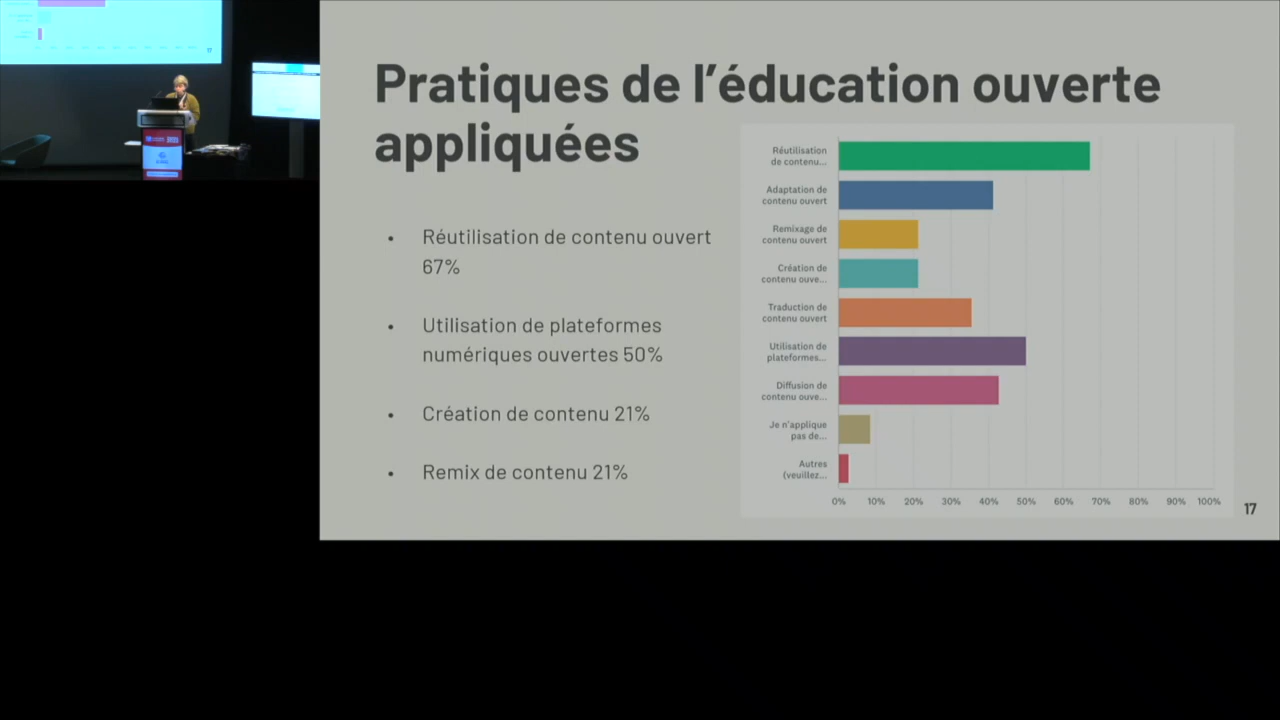 Pratiques de l’éducation ouverte
appliquées
• Réutilisation de contenu ouvert
67%
• Utilisation de plateformes
numériques ouvertes 50%
• Création de contenu 21%
• Remix de contenu 21%
Réutilisation
de contenu...
Adaptation de
contenu ouvert
Remixage de
contenu ouvert
Création de
contenu ouve...
Traduction de
contenu ouvert
Utilisation de
plateformes...
Diffusion de
contenu ouve...
Je n'applique
pas de...
Autres
(veuillez...
0% 10% 20% 30% 40% 50% 60% 70% 80% 90% 100%
17
17